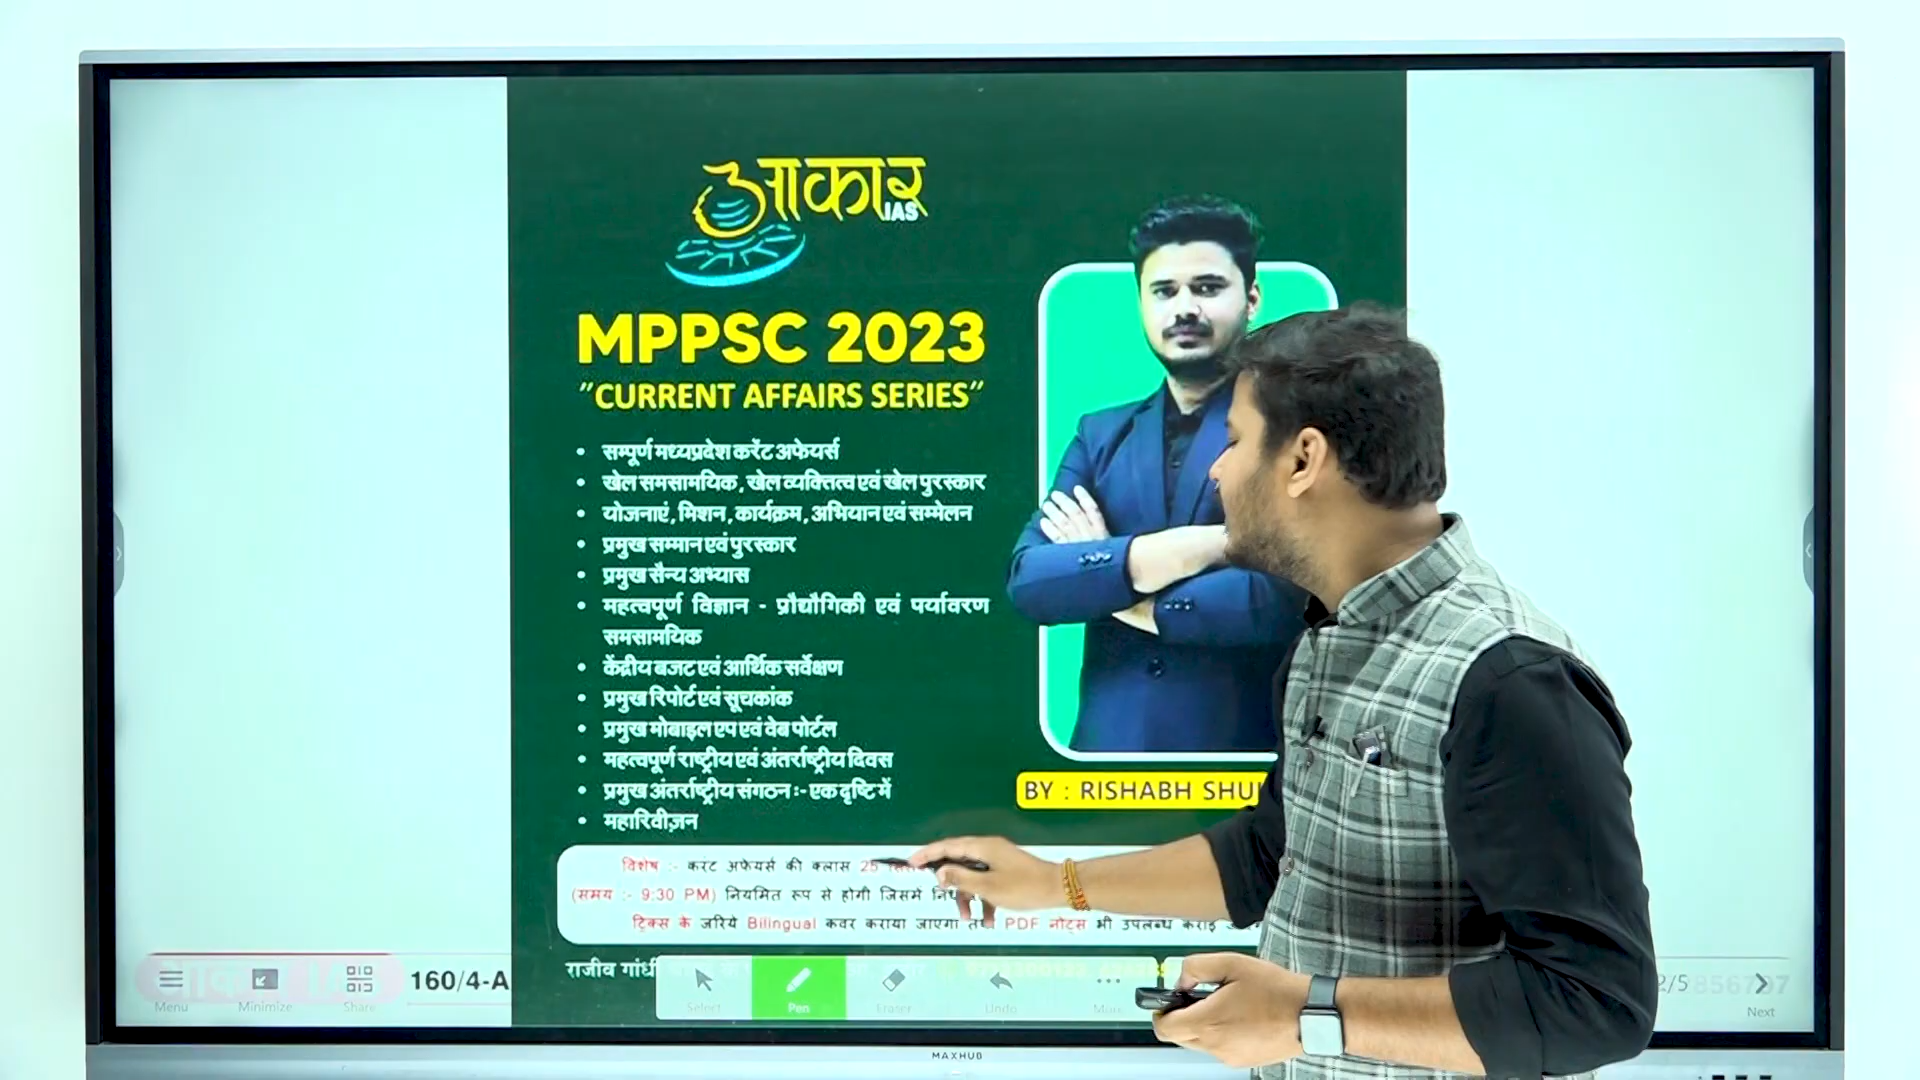 आकार
IAS
MPPSC 2023
"CURRENT AFFAIRS SERIES"
• सम्पूर्ण मध्यप्रदेश करेंट अफेयर्स
• खेल समसामयिक, खेल व्यक्तित्व एवं खेल पुरस्कार
• योजनाएं, मिशन, कार्यक्रम, अभियान एवं सम्मेलन
• प्रमुख सम्मान एवं पुरस्कार
• प्रमुख सैन्य अभ्यास
• महत्वपूर्ण विज्ञान - प्रौद्यौगिकी एवं पर्यावरण
समसामयिक
• केंद्रीय बजट एवं आर्थिक सर्वेक्षण
• प्रमुख रिपोर्ट एवं सूचकांक
• प्रमुख मोबाइल एप एवं वेब पोर्टल
• महत्वपूर्ण राष्ट्रीय एवं अंतर्राष्ट्रीय दिवस
• प्रमुख अंतर्राष्ट्रीय संगठन :- एक दृष्टि में
• महारिवीज़न
BY : RISHABH
विशेष :- करंट अफेयर्स की क्लास 25
(समय :- 9:30 PM) नियमित रूप से होगी जिसमे
ट्रिक्स के जरिये Bilingual कवर कराया जाएगा PDF नोट्स भी उपलब्ध कराई
160/4-A राजीव गांधी
Menu Minimize Share Select Pen Eraser Undo More 2/5 Next
MAXHUB